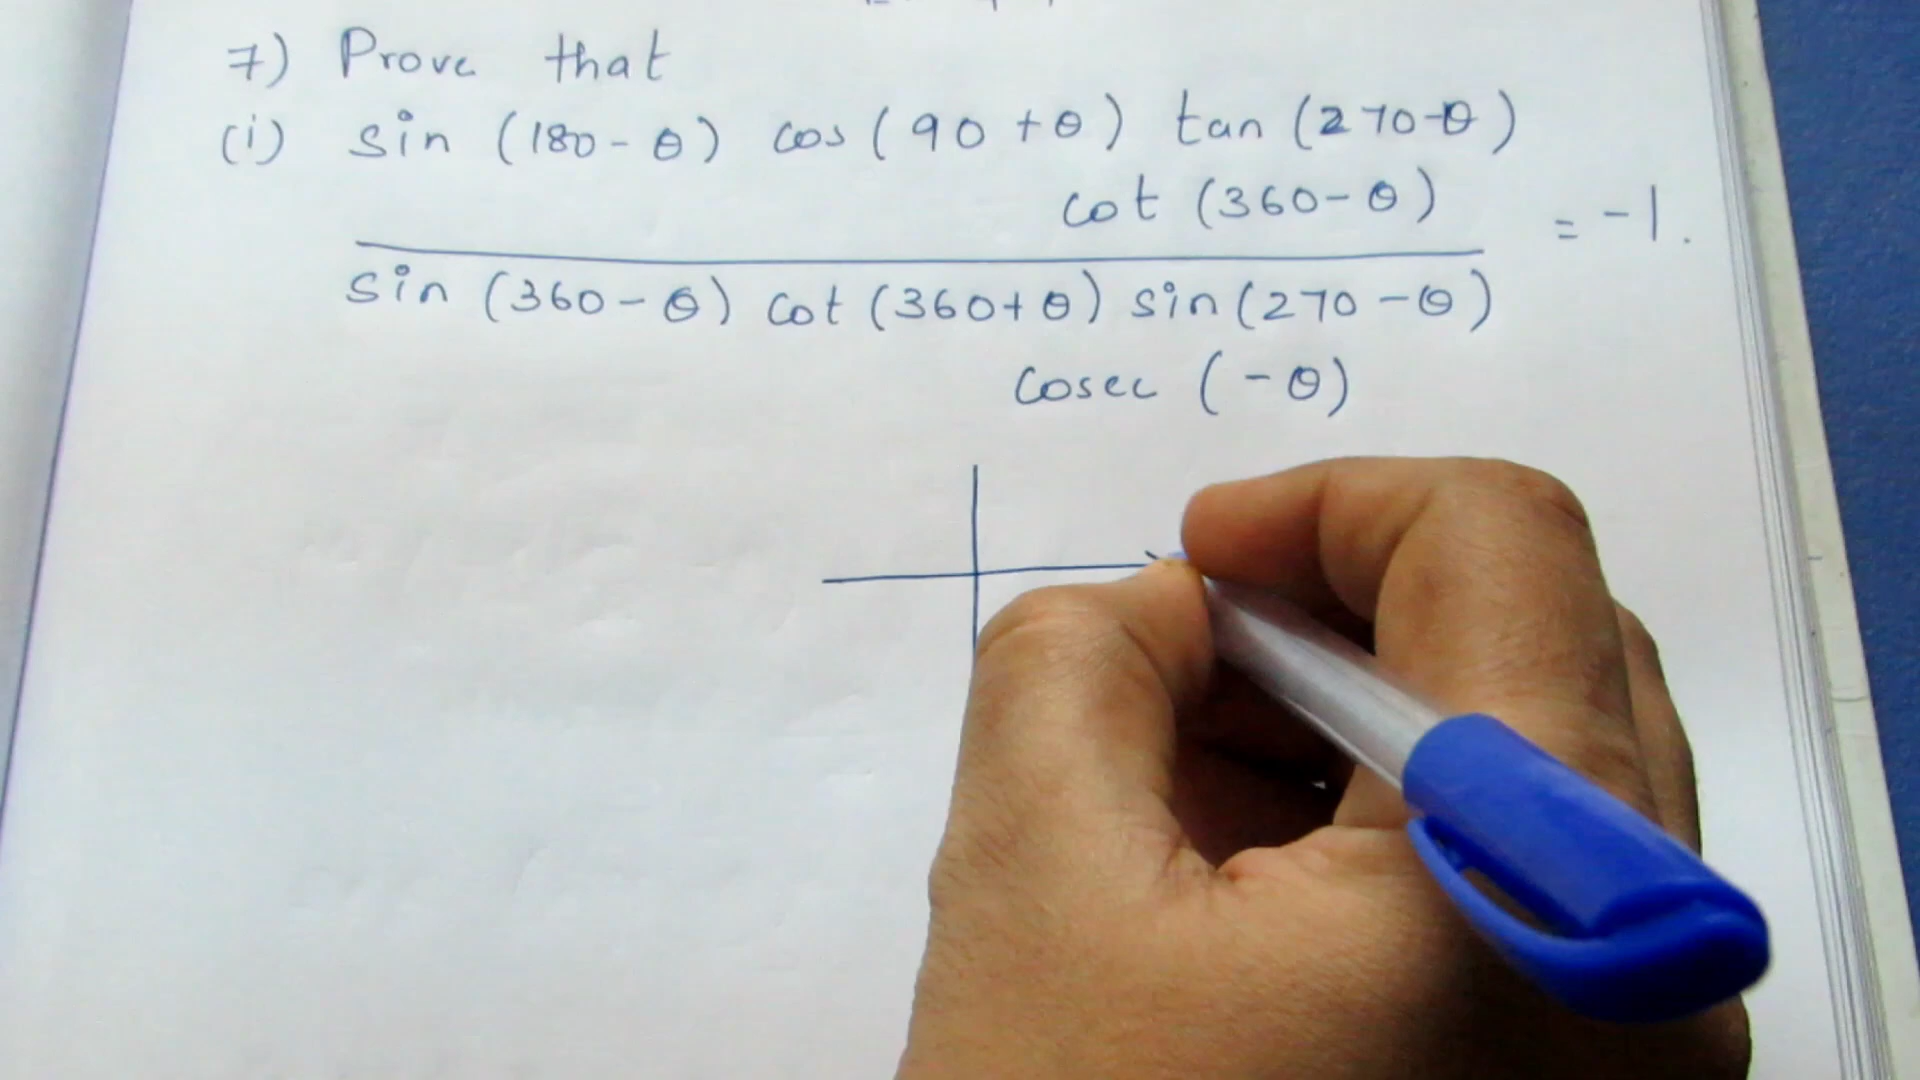 7) Prove that
(i) sin (180 - θ) cos (90 + θ) tan (270-θ)
cot (360-θ)
= -1.
sin (360 - θ) cot (360+ θ) sin (270 - θ)
cosec (-θ)